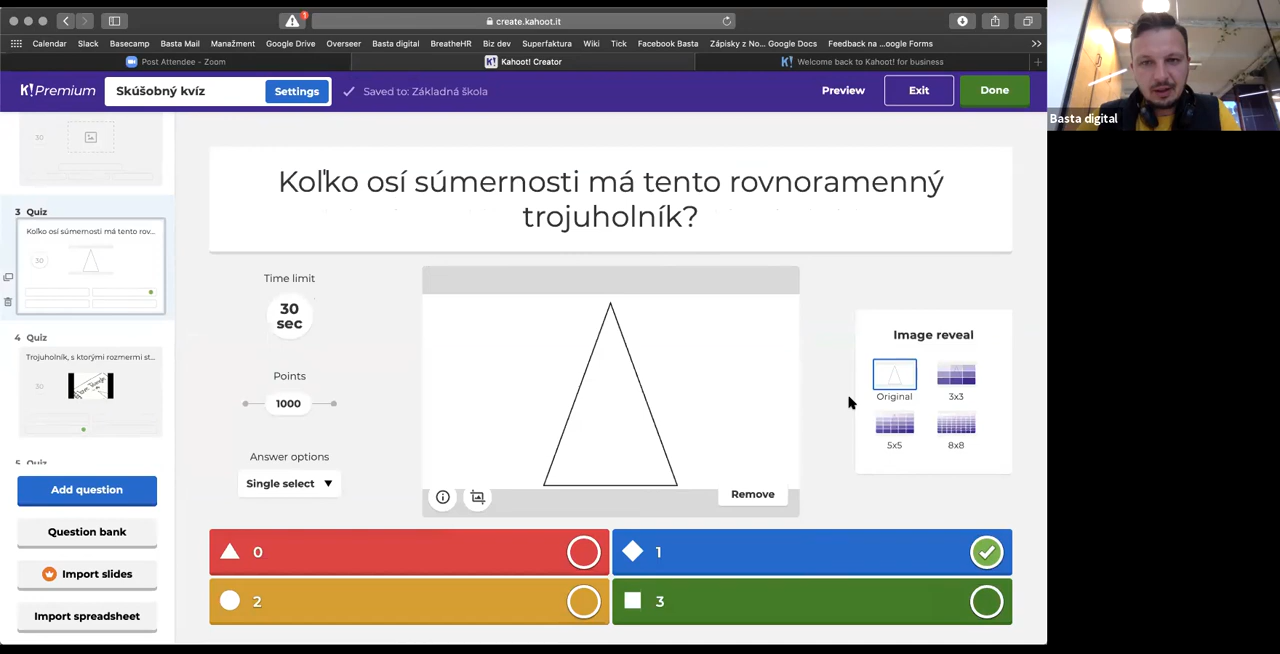 create.kahoot.it
Calendar Slack Basecamp Basta Mail Manažment Google Drive Overseer Basta digital BreatheHR Biz dev Superfaktura Wiki Tick Facebook Basta Zápisky z No... Google Docs Feedback na ...oogle Forms
Post Attendee - Zoom
K! Kahoot! Creator
K! Welcome back to Kahoot! for business
K!Premium
Skúšobný kvíz
Settings
Saved to: Základná škola
Preview
Exit
Done
Basta digital
30
3 Quiz
Koľko osí súmernosti má tento rov...
30
4 Quiz
Trojuholník, s ktorými rozmermi st...
30
5 Quiz
Add question
Question bank
Import slides
Import spreadsheet
Koľko osí súmernosti má tento rovnoramenný
trojuholník?
Time limit
30
sec
Points
1000
Answer options
Single select
Remove
Image reveal
Original
3x3
5x5
8x8
0
1
2
3